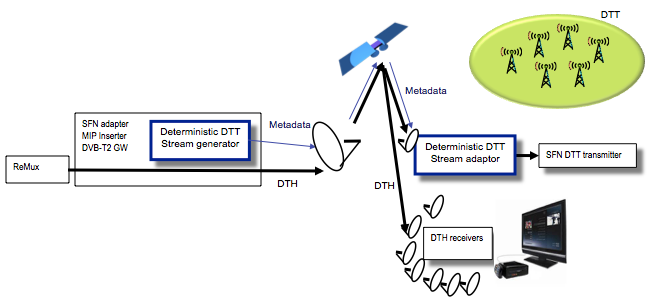 DTT
Metadata
SFN adapter
MIP Inserter
DVB-T2 GW
Deterministic DTT
Stream generator
Metadata
Deterministic DTT
Stream adaptor
SFN DTT transmitter
ReMux
DTH
DTH
DTH receivers